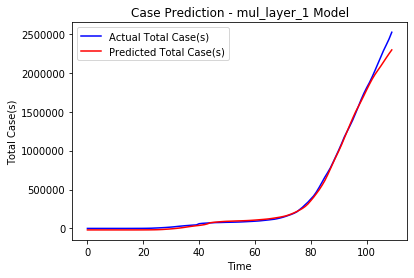 Case Prediction - mul_layer_1 Model
Actual Total Case(s)
Predicted Total Case(s)
Total Case(s)
2500000
2000000
1500000
1000000
500000
0
0 20 40 60 80 100
Time